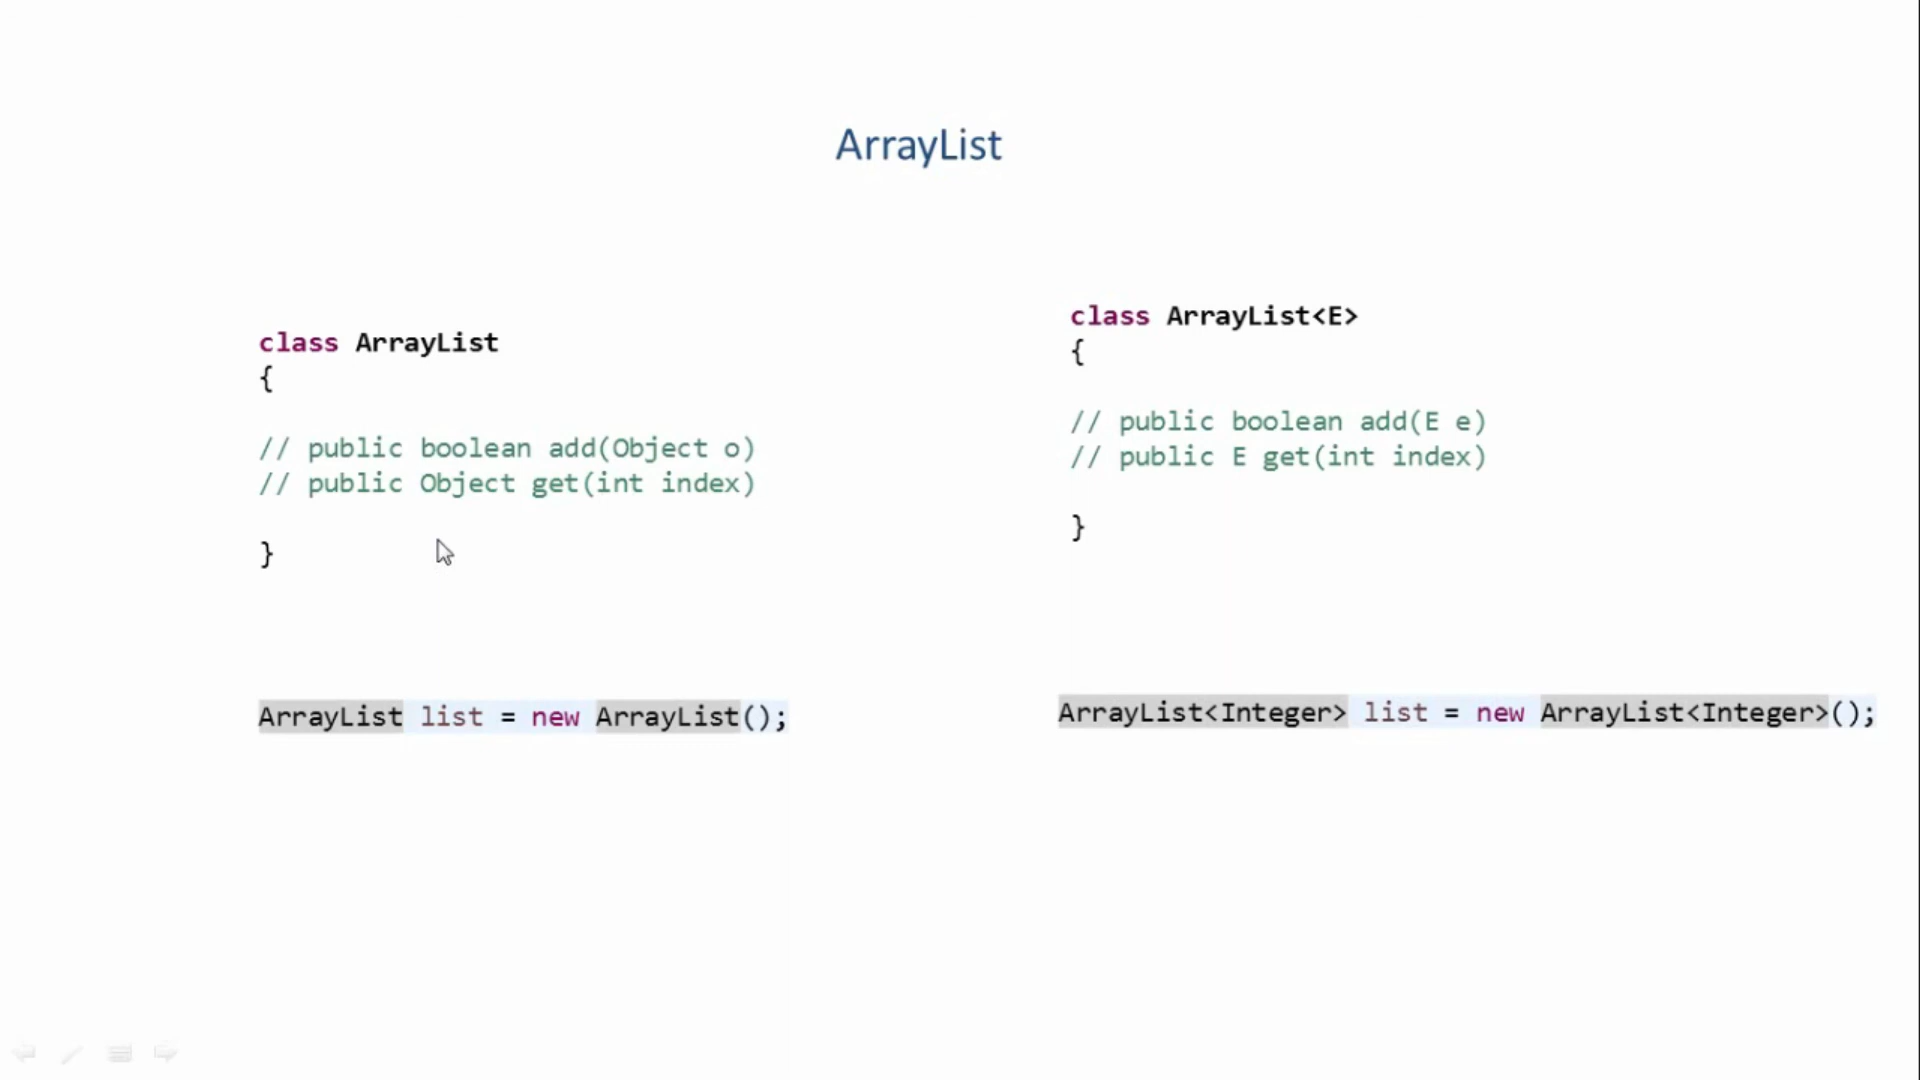 ArrayList
class ArrayList
{
// public boolean add(Object o)
// public Object get(int index)
}
ArrayList list = new ArrayList();
class ArrayList<E>
{
// public boolean add(E e)
// public E get(int index)
}
ArrayList<Integer> list = new ArrayList<Integer>();